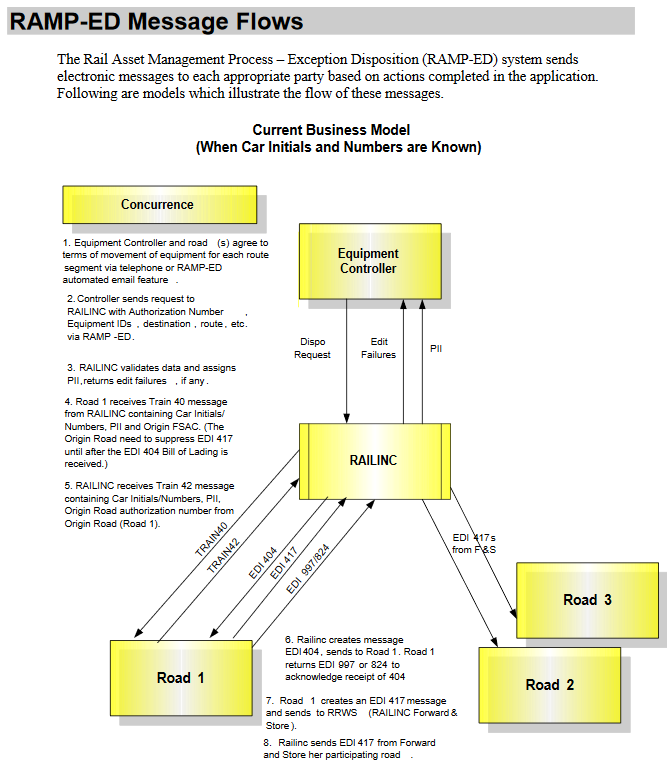 RAMP-ED Message Flows
The Rail Asset Management Process – Exception Disposition (RAMP-ED) system sends
electronic messages to each appropriate party based on actions completed in the application.
Following are models which illustrate the flow of these messages.
Current Business Model
(When Car Initials and Numbers are Known)
Concurrence
1. Equipment Controller and road (s) agree to
terms of movement of equipment for each route
segment via telephone or RAMP-ED
automated email feature .
2. Controller sends request to
RAILINC with Authorization Number ,
Equipment IDs , destination , route, etc.
via RAMP -ED.
3. RAILINC validates data and assigns
PII,returns edit failures , if any.
4. Road 1 receives Train 40 message
from RAILINC containing Car Initials/
Numbers, PII and Origin FSAC. (The
Origin Road need to suppress EDI 417
until after the EDI 404 Bill of Lading is
received.)
5. RAILINC receives Train 42 message
containing Car Initials/Numbers, PII,
Origin Road authorization number from
Origin Road (Road 1).
Equipment
Controller
Dispo
Request
Edit
Failures
PII
RAILINC
TRAIN40
TRAIN42
EDI 404
EDI 417
EDI 997/824
EDI 417s
from F&S
Road 3
Road 2
Road 1
6. Railinc creates message
EDI404, sends to Road 1. Road 1
returns EDI 997 or 824 to
acknowledge receipt of 404
7. Road 1 creates an EDI 417 message
and sends to RRWS (RAILINC Forward &
Store).
8. Railinc sends EDI 417 from Forward
and Store her participating road .